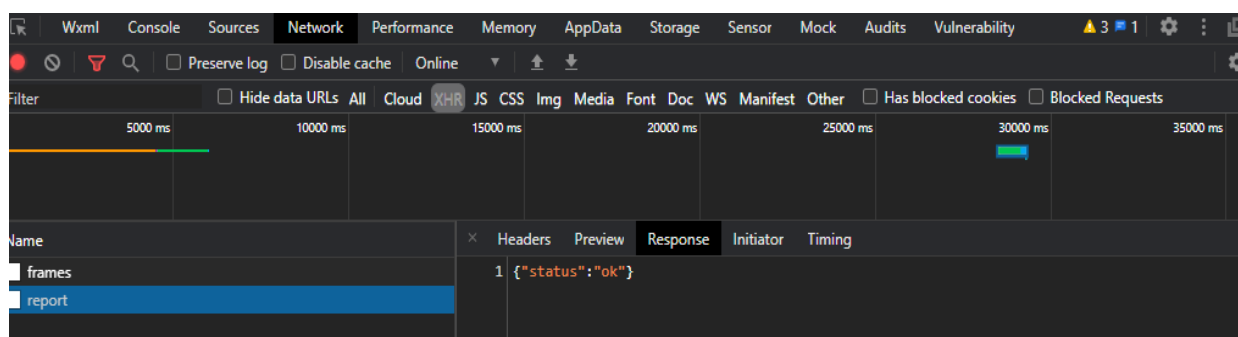 Wxml Console Sources Network Performance Memory AppData Storage Sensor Mock Audits Vulnerability 3 1
Preserve log Disable cache Online
Filter Hide data URLs All Cloud XHR JS CSS Img Media Font Doc WS Manifest Other Has blocked cookies Blocked Requests
5000 ms 10000 ms 15000 ms 20000 ms 25000 ms 30000 ms 35000 ms
Name × Headers Preview Response Initiator Timing
frames 1 {"status":"ok"}
report